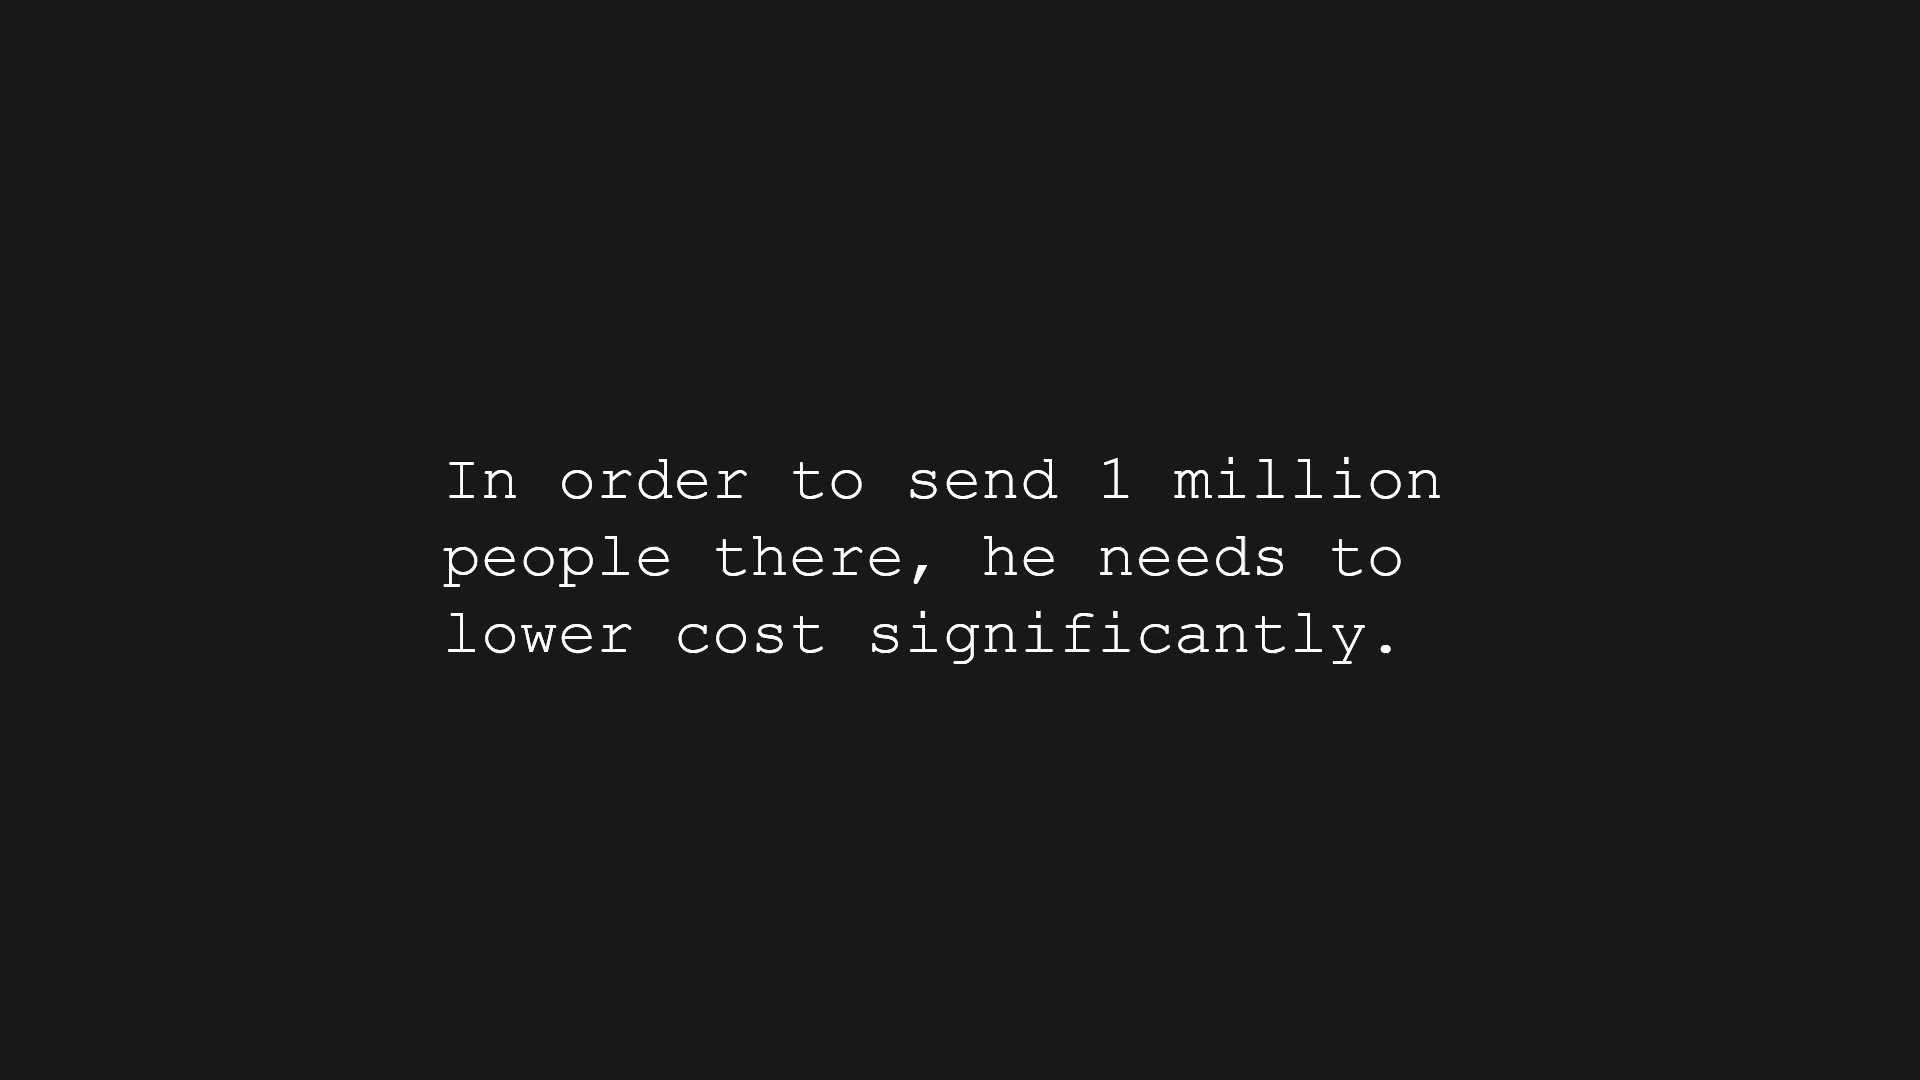 In order to send 1 million
people there, he needs to
lower cost significantly.